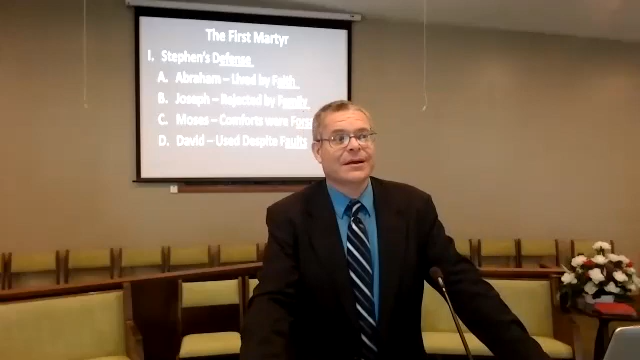 The First Martyr
I. Stephen's Defense
A. Abraham – Lived by Faith
B. Joseph – Rejected by Family
C. Moses – Comforts were
D. David – Used Despite Faults